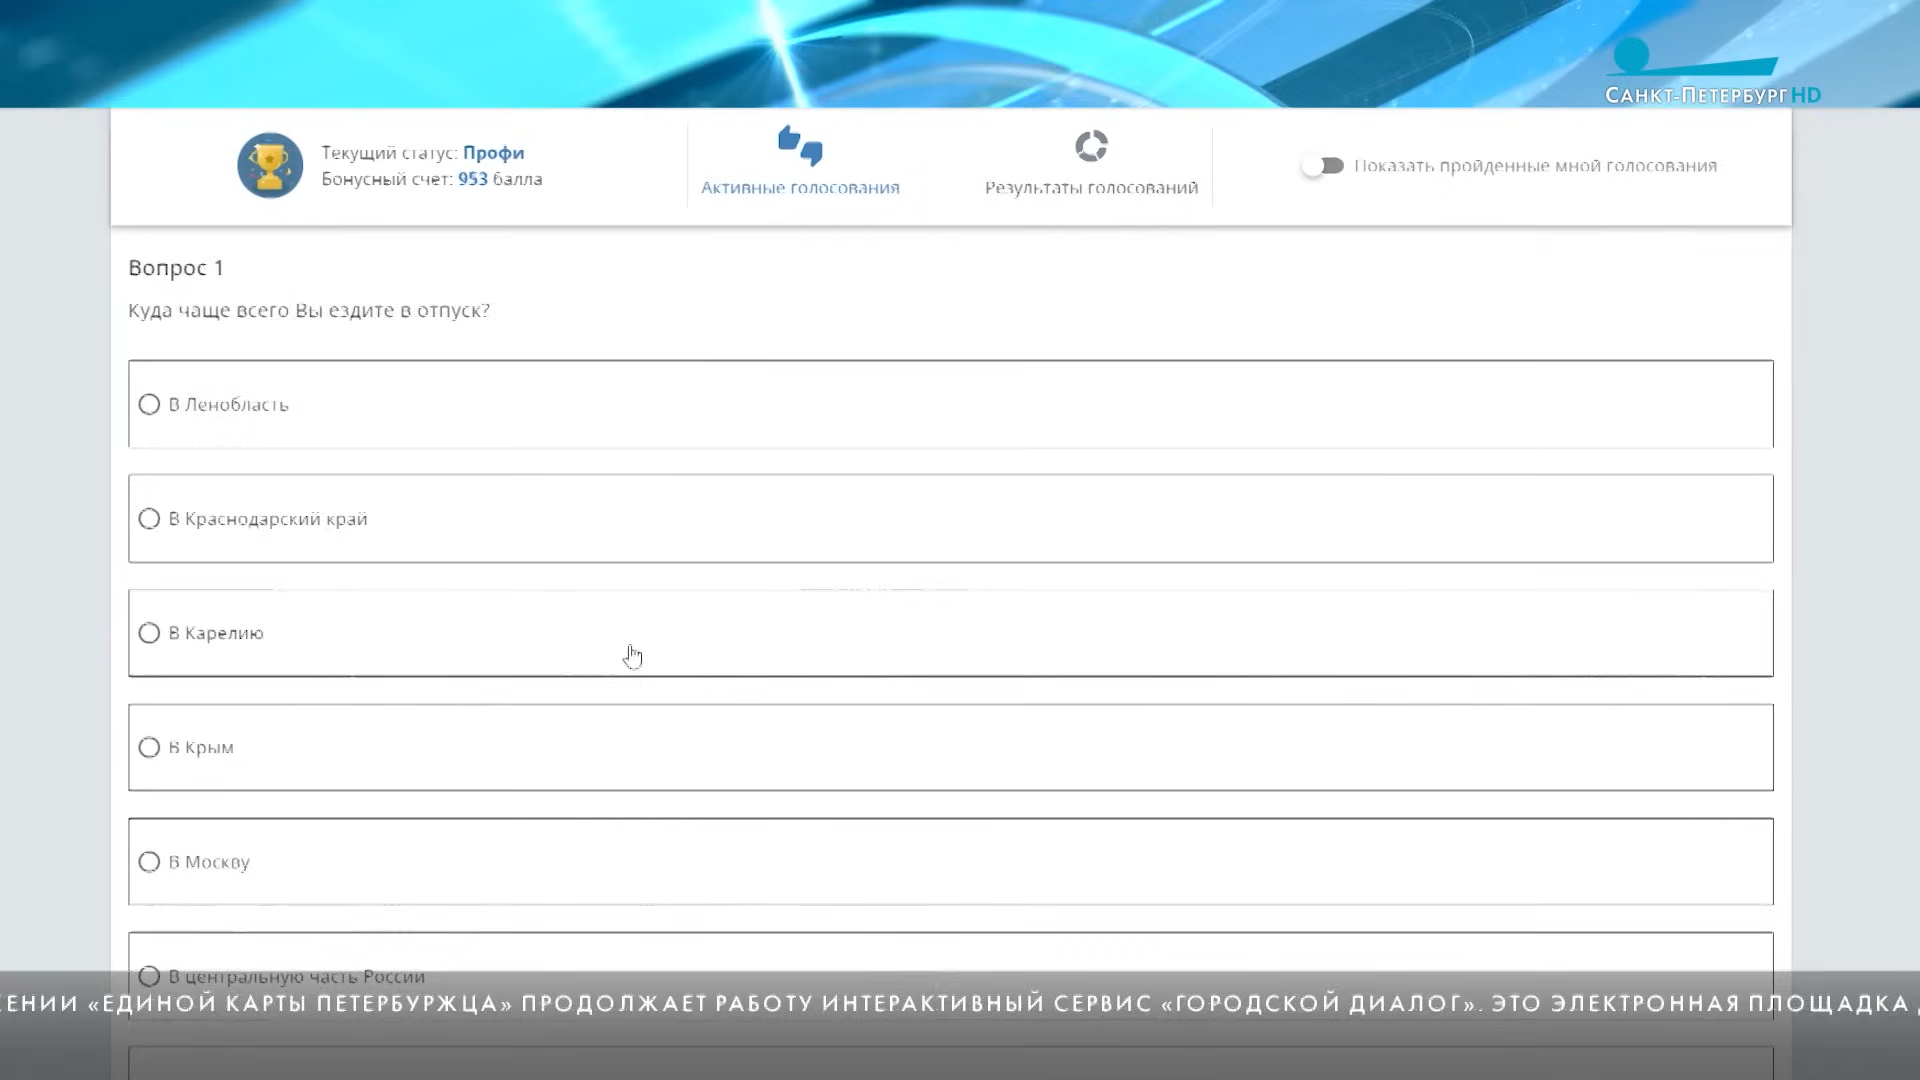 САНКТ-ПЕТЕРБУРГ HD
Текущий статус: Профи
Бонусный счет: 953 балла
Активные голосования
Результаты голосований
Показать пройденные мной голосования
Вопрос 1
Куда чаще всего Вы ездите в отпуск?
В Ленобласть
В Краснодарский край
В Карелию
В Крым
В Москву
В центральную часть России
«ЕДИНОЙ КАРТЫ ПЕТЕРБУРЖЦА» ПРОДОЛЖАЕТ РАБОТУ ИНТЕРАКТИВНЫЙ СЕРВИС «ГОРОДСКОЙ ДИАЛОГ». ЭТО ЭЛЕКТРОННАЯ ПЛОЩАДКА